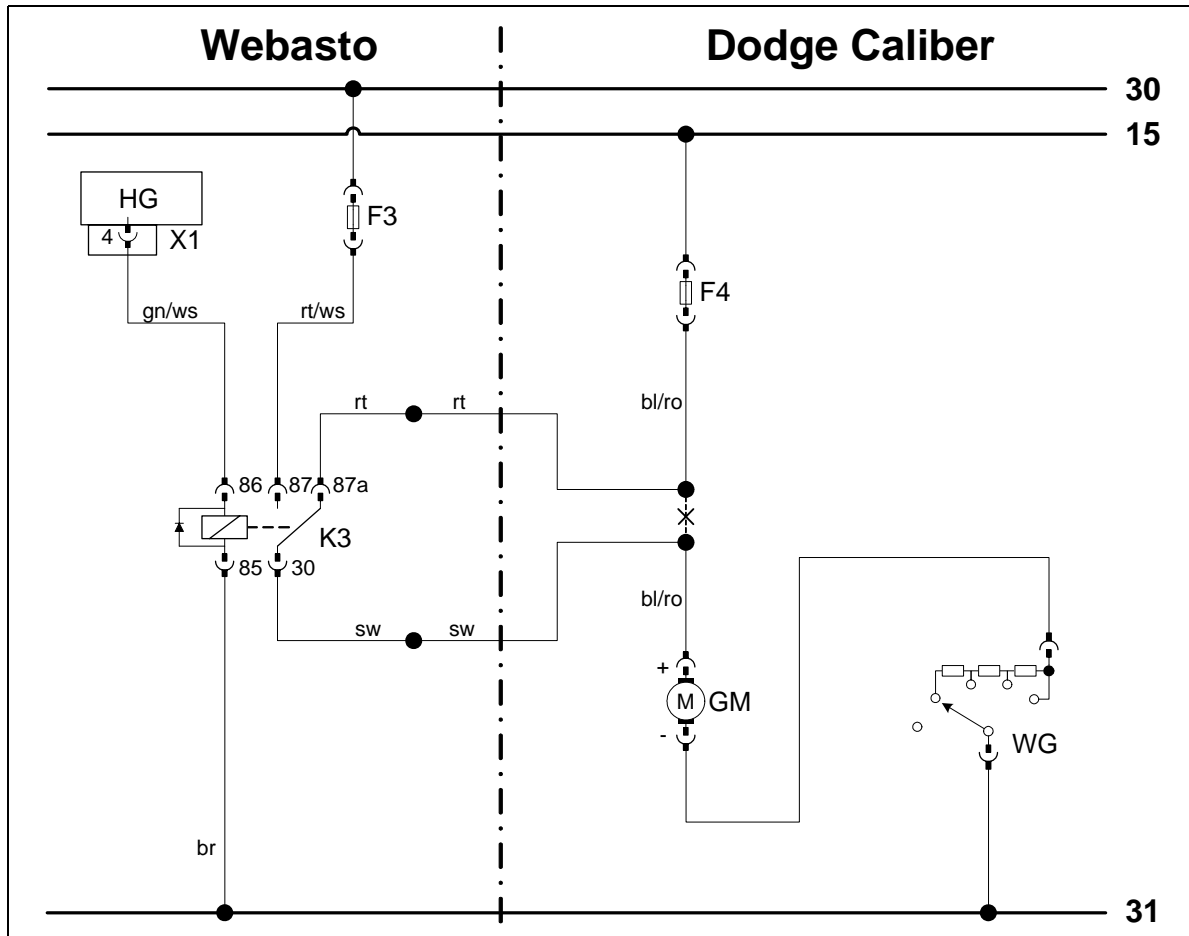 Webasto
Dodge Caliber
30
15
HG
4
X1
F3
F4
gn/ws
rt/ws
rt
rt
bl/ro
86
87
87a
K3
85
30
bl/ro
sw
sw
+
M
GM
-
WG
br
31